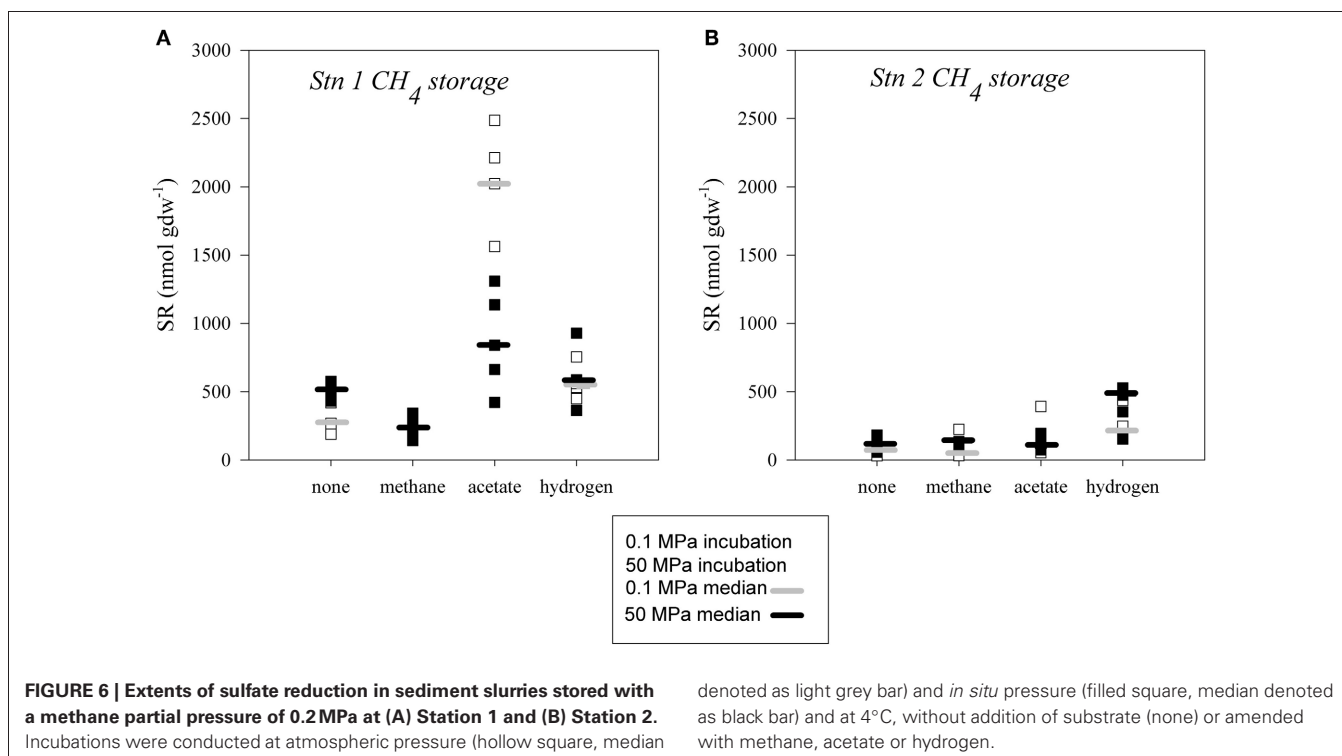 A
B
Stn 1 CH4 storage
Stn 2 CH4 storage
SR (nmol gdw-1)
3000
2500
2000
1500
1000
500
0
none methane acetate hydrogen
SR (nmol gdw-1)
3000
2500
2000
1500
1000
500
0
none methane acetate hydrogen
0.1 MPa incubation
50 MPa incubation
0.1 MPa median
50 MPa median
FIGURE 6 | Extents of sulfate reduction in sediment slurries stored with
a methane partial pressure of 0.2 MPa at (A) Station 1 and (B) Station 2.
Incubations were conducted at atmospheric pressure (hollow square, median
denoted as light grey bar) and in situ pressure (filled square, median denoted
as black bar) and at 4°C, without addition of substrate (none) or amended
with methane, acetate or hydrogen.